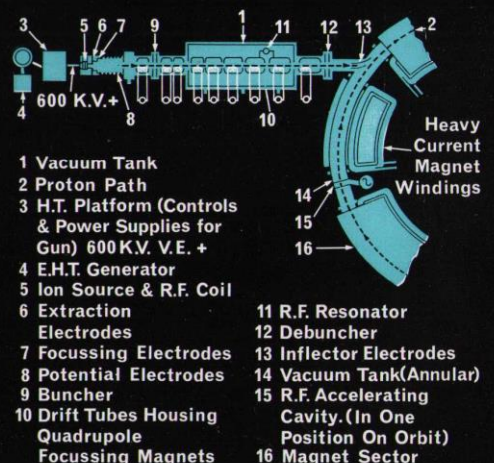 1
3
5
6
7
9
11
12
13
2
4
600 K.V.+
8
10
Heavy
Current
Magnet
Windings
14
15
16
1 Vacuum Tank
2 Proton Path
3 H.T. Platform (Controls
& Power Supplies for
Gun) 600K.V. V.E. +
4 E.H.T. Generator
5 Ion Source & R.F. Coil
6 Extraction
Electrodes
7 Focussing Electrodes
8 Potential Electrodes
9 Buncher
10 Drift Tubes Housing
Quadrupole
Focussing Magnets
11 R.F. Resonator
12 Debuncher
13 Inflector Electrodes
14 Vacuum Tank(Annular)
15 R.F. Accelerating
Cavity.(In One
Position On Orbit)
16 Magnet Sector